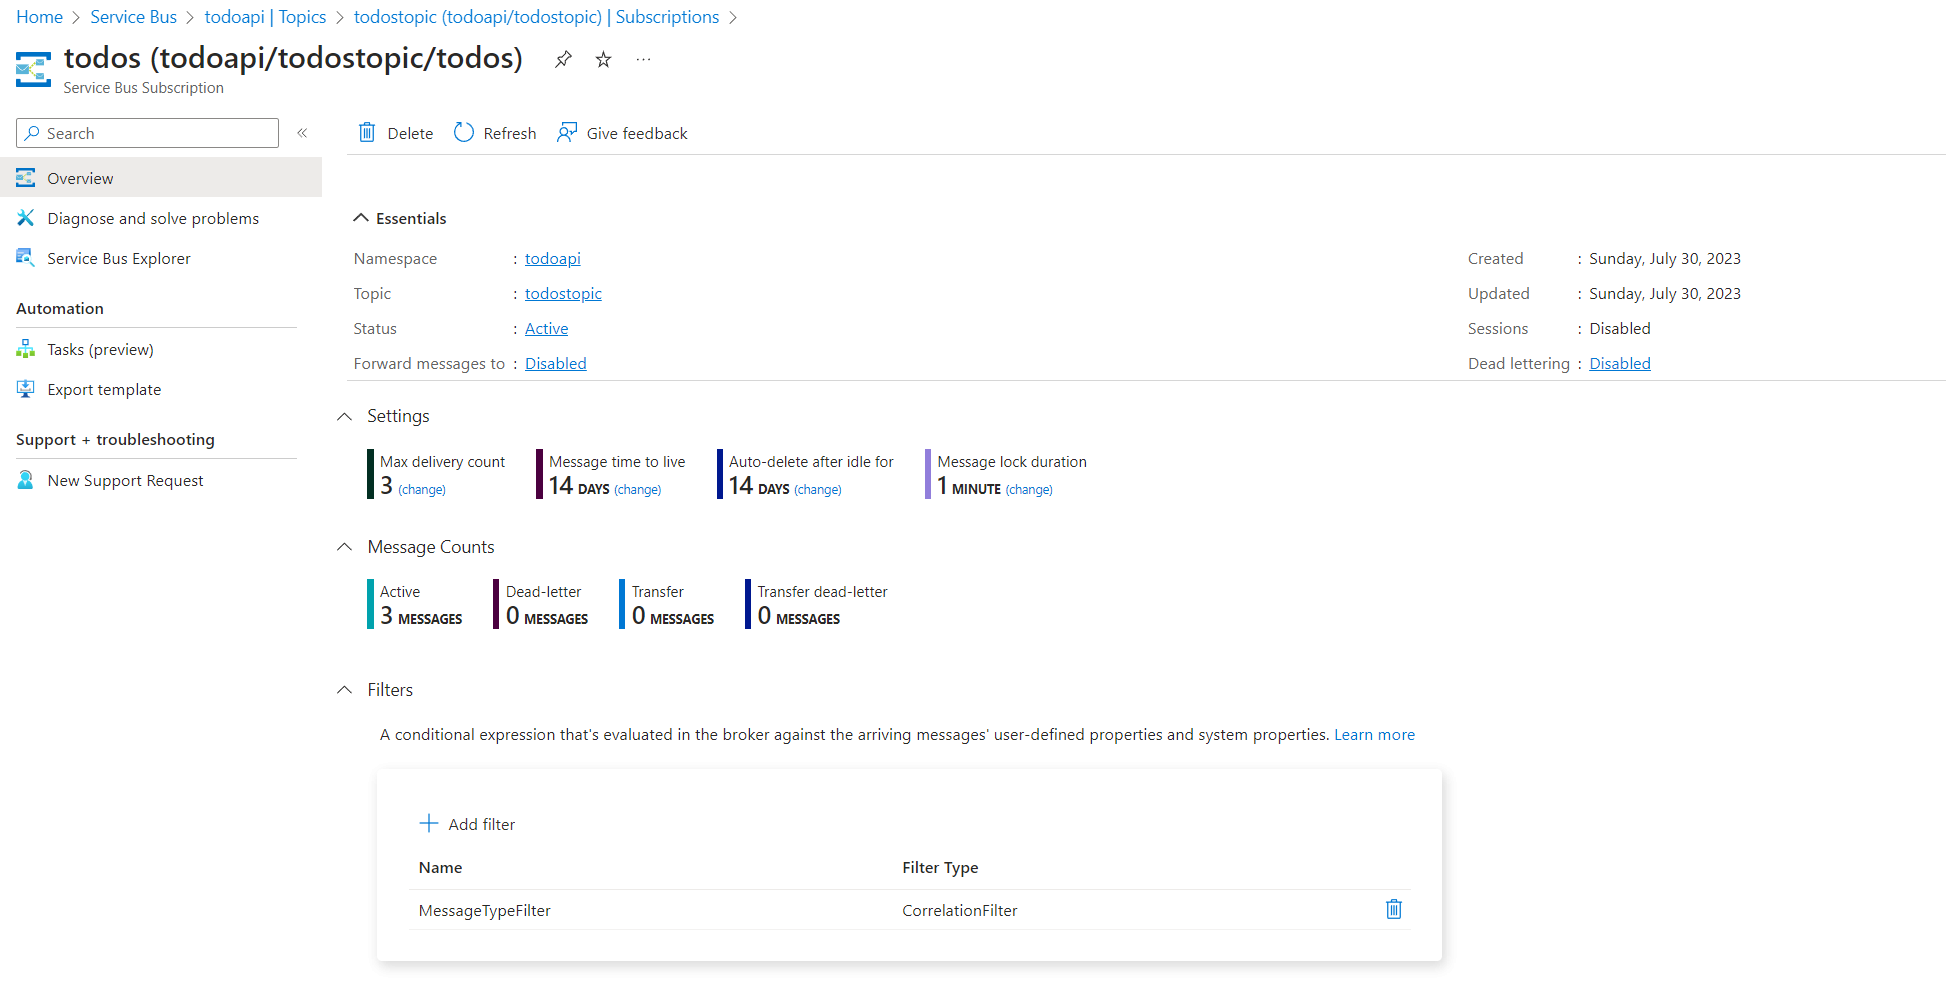 Home > Service Bus > todoapi | Topics > todostopic (todoapi/todostopic) | Subscriptions >
todos (todoapi/todostopic/todos) ...
Service Bus Subscription
Search «
Delete Refresh Give feedback
Overview
Diagnose and solve problems
Service Bus Explorer
Automation
Tasks (preview)
Export template
Support + troubleshooting
New Support Request
Essentials
Namespace : todoapi
Topic : todostopic
Status : Active
Forward messages to : Disabled
Created : Sunday, July 30, 2023
Updated : Sunday, July 30, 2023
Sessions : Disabled
Dead lettering : Disabled
Settings
Max delivery count
3 (change)
Message time to live
14 DAYS (change)
Auto-delete after idle for
14 DAYS (change)
Message lock duration
1 MINUTE (change)
Message Counts
Active
3 MESSAGES
Dead-letter
0 MESSAGES
Transfer
0 MESSAGES
Transfer dead-letter
0 MESSAGES
Filters
A conditional expression that's evaluated in the broker against the arriving messages' user-defined properties and system properties. Learn more
Add filter
Name Filter Type
MessageTypeFilter CorrelationFilter